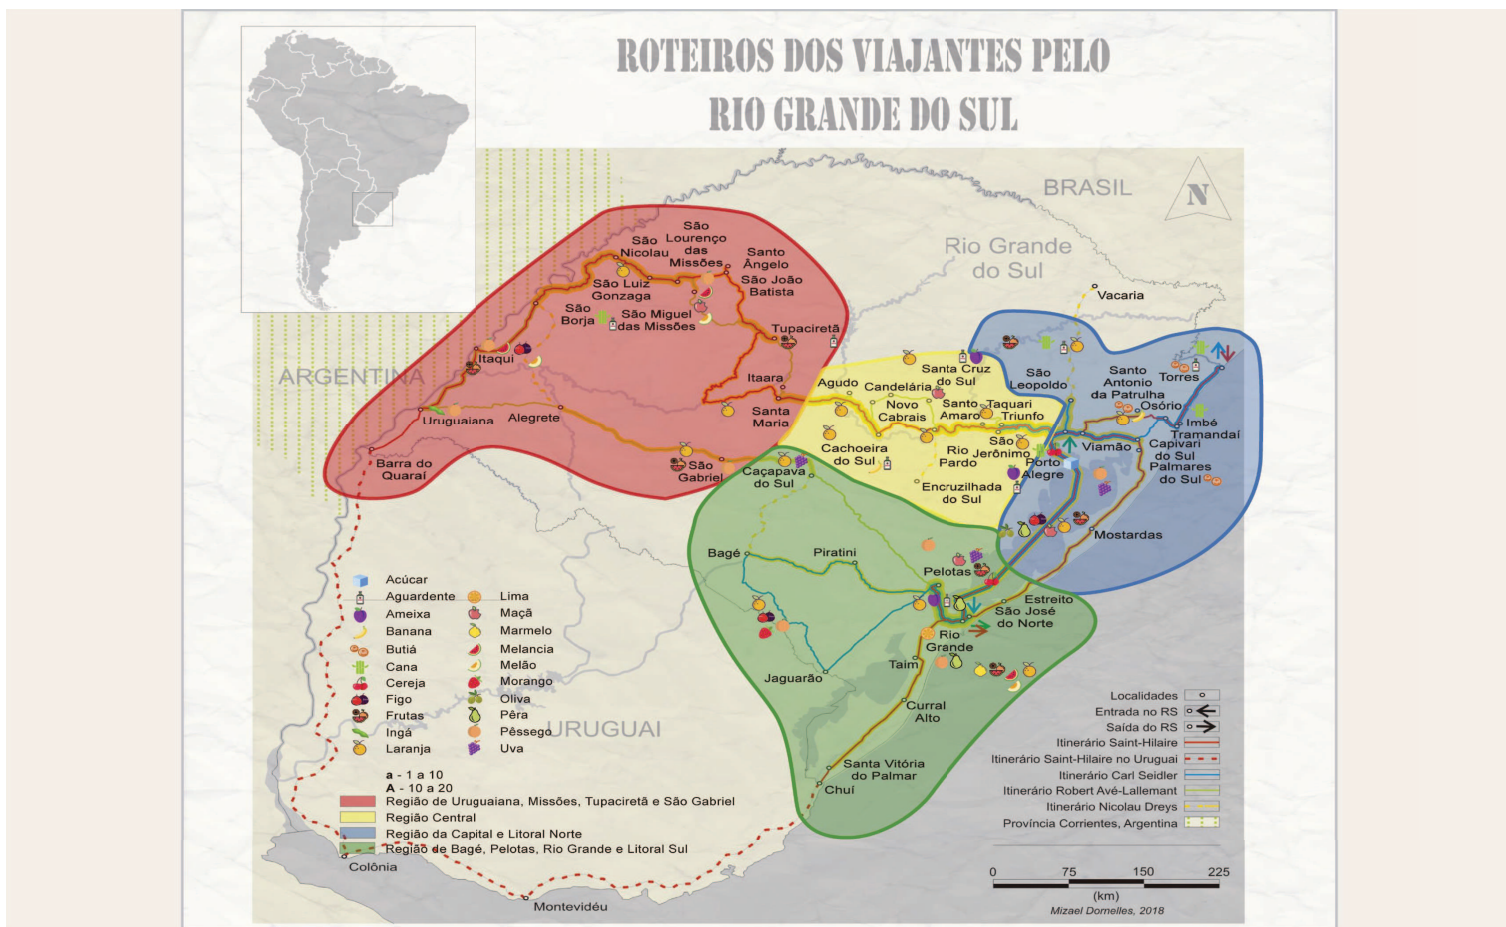 ROTEIROS DOS VIAJANTES PELO
RIO GRANDE DO SUL
BRASIL
N
Rio Grande
do Sul
São
Nicolau
São
Lourenço
das
Missões
Santo
Ângelo
São João
Batista
São Luiz
Gonzaga
São
Borja
São Miguel
das Missões
Tupaciretã
Vacaria
Itaqui
ARGENTINA
Itaara
Uruguaiana
Alegrete
Santa
Maria
Agudo
Candelária
Santa Cruz
do Sul
Novo
Cabrais
Santo
Amaro
Taquari
Triunfo
São
Leopoldo
Santo
Antonio
da Patrulha
Torres
Osório
Imbé
Tramandaí
Barra do
Quaraí
São
Gabriel
Caçapava
do Sul
Cachoeira
do Sul
Rio
Pardo
São
Jerônimo
Porto
Alegre
Viamão
Capivari
do Sul
Palmares
do Sul
Encruzilhada
do Sul
Mostardas
Bagé
Piratini
Pelotas
Estreito
São José
do Norte
Rio
Grande
Taim
Jaguarão
Curral
Alto
Santa Vitória
do Palmar
Chuí
URUGUAI
Colônia
Montevidéu
Acúcar
Aguardente
Ameixa
Banana
Butiá
Cana
Cereja
Figo
Frutas
Ingá
Laranja
Lima
Maçã
Marmelo
Melancia
Melão
Morango
Oliva
Pêra
Pêssego
Uva
a - 1 a 10
A - 10 a 20
Região de Uruguaiana, Missões, Tupaciretã e São Gabriel
Região Central
Região da Capital e Litoral Norte
Região de Bagé, Pelotas, Rio Grande e Litoral Sul
Localidades
Entrada no RS
Saída do RS
Itinerário Saint-Hilaire
Itinerário Saint-Hilaire no Uruguai
Itinerário Carl Seidler
Itinerário Robert Avé-Lallemant
Itinerário Nicolau Dreys
Província Corrientes, Argentina
0 75 150 225
(km)
Mizael Dornelles, 2018